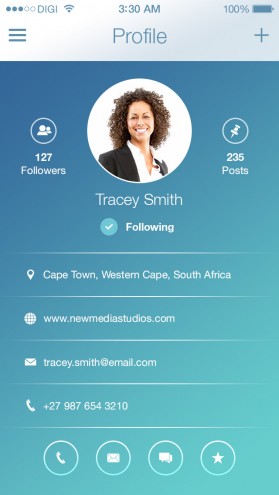 DIGI 3:30 AM 100%
Profile
127
Followers
235
Posts
Tracey Smith
Following
Cape Town, Western Cape, South Africa
www.newmediastudios.com
tracey.smith@email.com
+27 987 654 3210